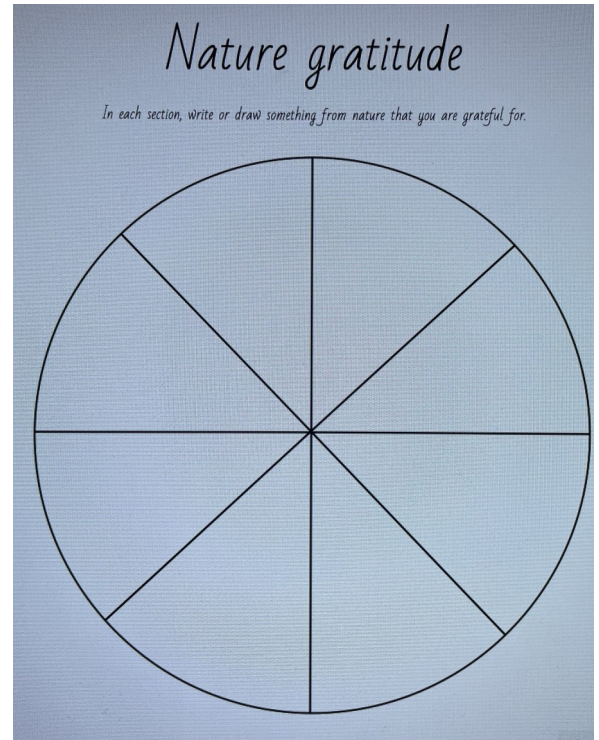 Nature gratitude
In each section, write or draw something from nature that you are grateful for.